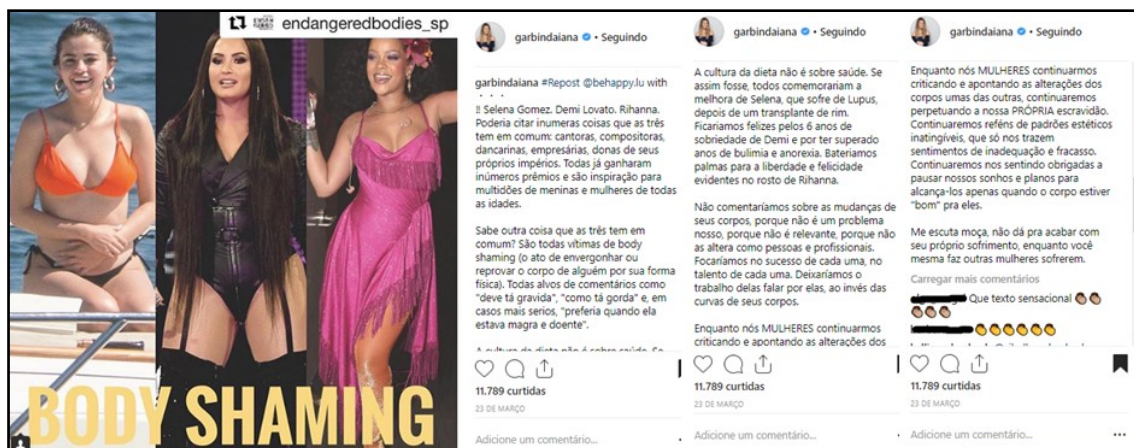 endangeredbodies_sp
BODY SHAMING
garbindaiana • Seguindo
garbindaiana #Repost @behappy.lu with
. . .
!! Selena Gomez. Demi Lovato. Rihanna.
Poderia citar inumeras coisas que as três
tem em comum: cantoras, compositoras,
dancarinas, empresárias, donas de seus
próprios impérios. Todas já ganharam
inúmeros prêmios e são inspiração para
multidões de meninas e mulheres de todas
as idades.
Sabe outra coisa que as três tem em
comum? São todas vítimas de body
shaming (o ato de envergonhar ou
reprovar o corpo de alguém por sua forma
física). Todas alvos de comentários como
"deve tá gravida", "como tá gorda" e, em
casos mais serios, "preferia quando ela
estava magra e doente".
A cultura da dieta não é sobre saúde. Se
11.789 curtidas
23 DE MARÇO
Adicione um comentário...
garbindaiana • Seguindo
A cultura da dieta não é sobre saúde. Se
assim fosse, todos comemorariam a
melhora de Selena, que sofre de Lupus,
depois de um transplante de rim.
Ficaríamos felizes pelos 6 anos de
sobriedade de Demi e por ter superado
anos de bulimia e anorexia. Bateríamos
palmas para a liberdade e felicidade
evidentes no rosto de Rihanna.
Não comentaríamos sobre as mudanças de
seus corpos, porque não é um problema
nosso, porque não é relevante, porque não
as altera como pessoas e profissionais.
Focaríamos no sucesso de cada uma, no
talento de cada uma. Deixaríamos o
trabalho delas falar por elas, ao invés das
curvas de seus corpos.
Enquanto nós MULHERES continuarmos
criticando e apontando as alterações dos
11.789 curtidas
23 DE MARÇO
Adicione um comentário...
garbindaiana • Seguindo
Enquanto nós MULHERES continuarmos
criticando e apontando as alterações dos
corpos umas das outras, continuaremos
perpetuando a nossa PRÓPRIA escravidão.
Continuaremos reféns de padrões estéticos
inatingíveis, que só nos trazem
sentimentos de inadequação e fracasso.
Continuaremos nos sentindo obrigadas a
pausar nossos sonhos e planos para
alcança-los apenas quando o corpo estiver
"bom" pra eles.
Me escuta moça, não dá pra acabar com
seu próprio sofrimento, enquanto você
mesma faz outras mulheres sofrerem.
Carregar mais comentários
Que texto sensacional
11.789 curtidas
23 DE MARÇO
Adicione um comentário...